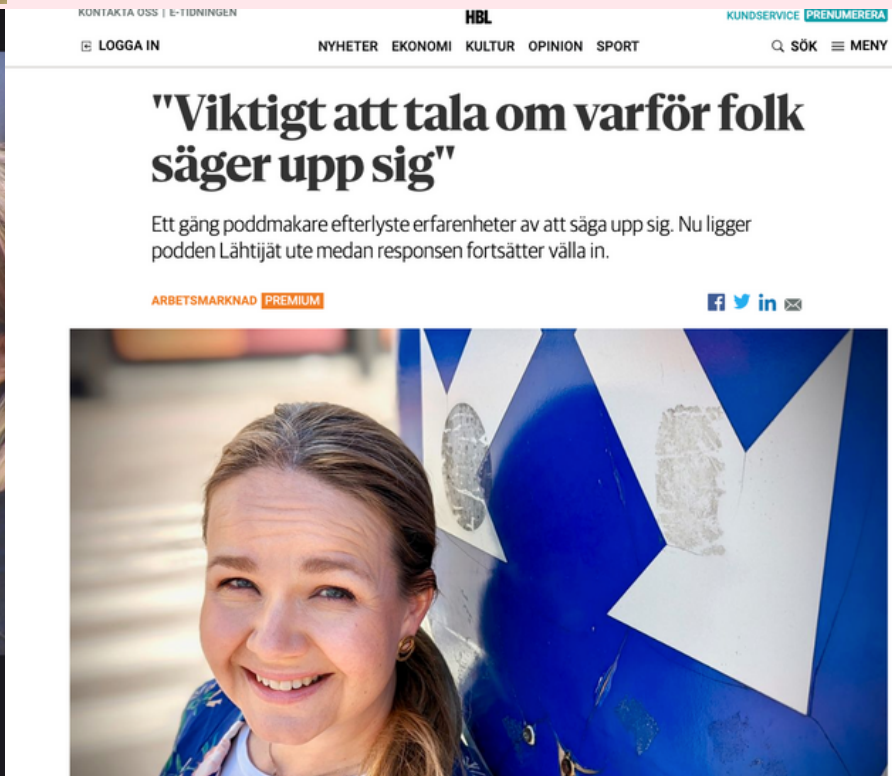 KONTAKTA OSS | E-TIDNINGEN
HBL
KUNDSERVICE PRENUMERERA
LOGGA IN
NYHETER EKONOMI KULTUR OPINION SPORT
SÖK MENY
"Viktigt att tala om varför folk
säger upp sig"
Ett gäng poddmakare efterlyste erfarenheter av att säga upp sig. Nu ligger
podden Lähtijät ute medan responsen fortsätter välla in.
ARBETSMARKNAD PREMIUM